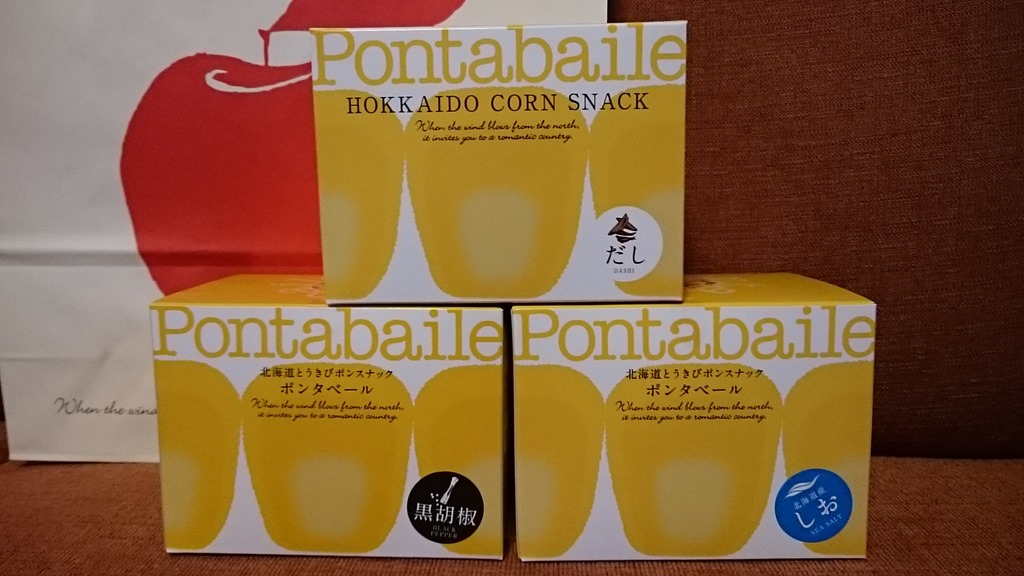 Pontabaile
HOKKAIDO CORN SNACK
When the wind blows from the north,
it invites you to a romantic country.
だし
DASHI
Pontabaile
北海道とうきびポンスナック
ポンタベール
When the wind blows from the north,
it invites you to a romantic country.
黒胡椒
BLACK
PEPPER
Pontabaile
北海道とうきびポンスナック
ポンタベール
When the wind blows from the north,
it invites you to a romantic country.
北海道産
しお
SEA SALT
When the wind